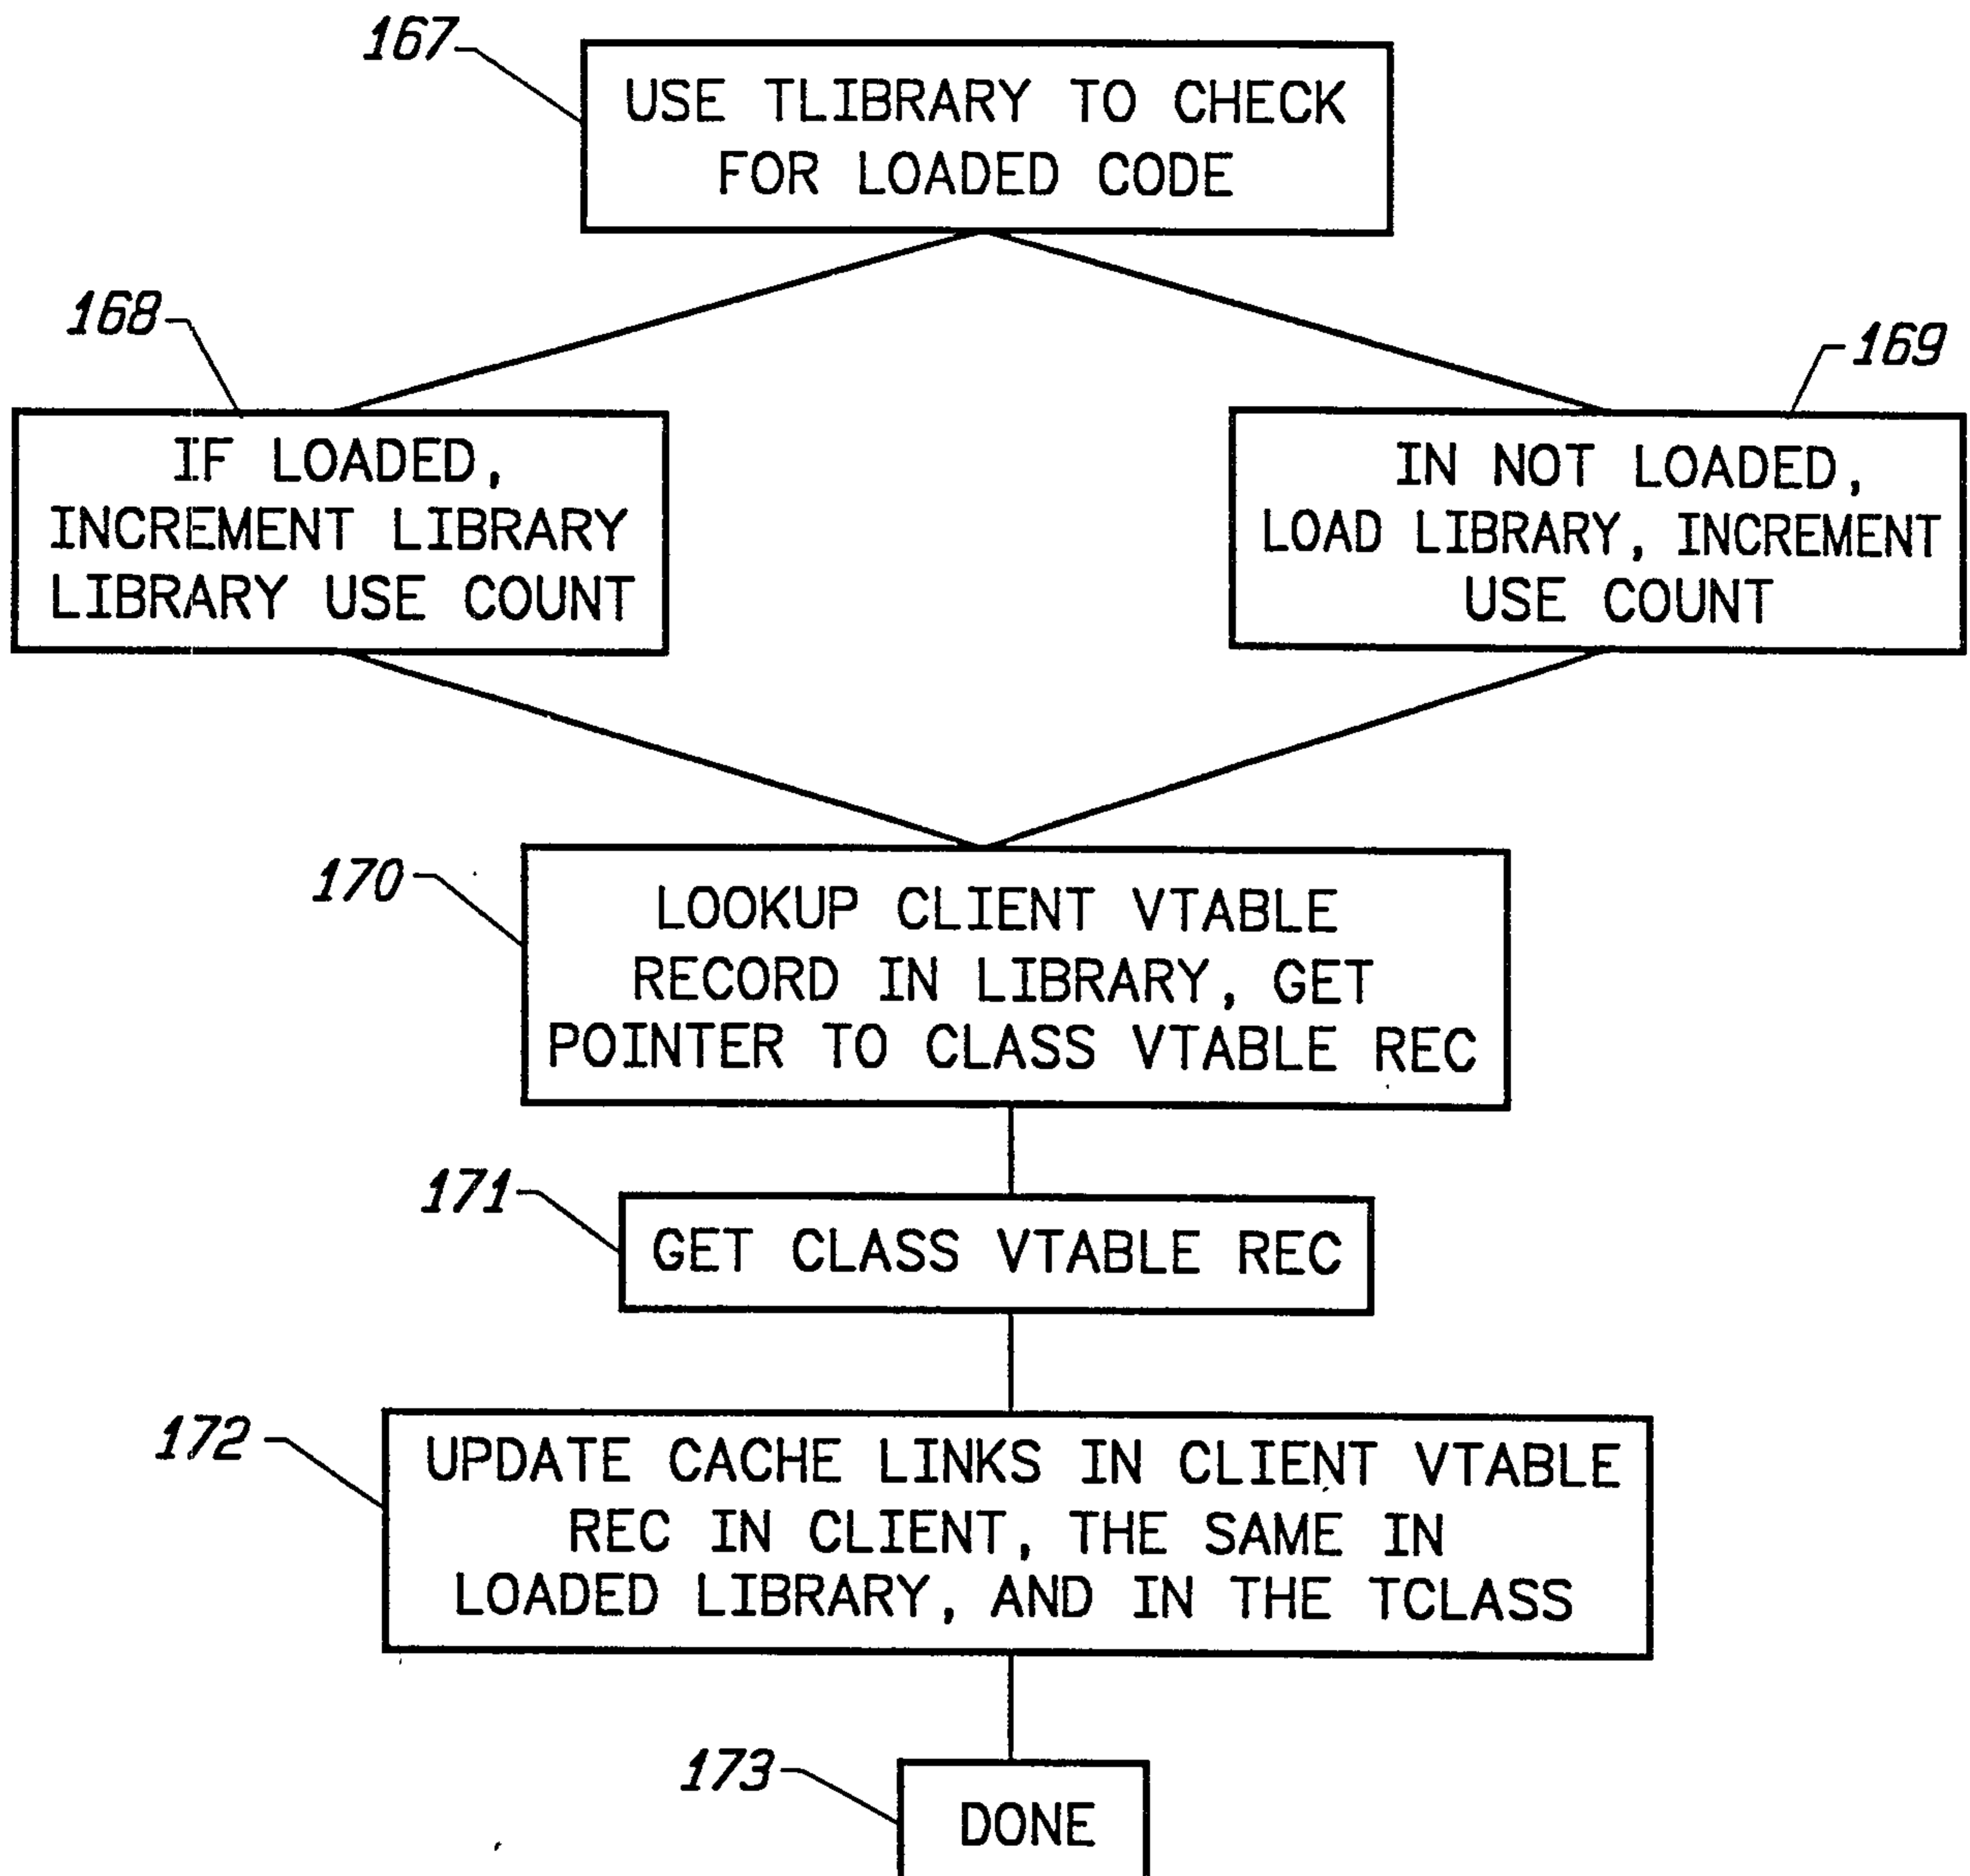 167
USE TLIBRARY TO CHECK
FOR LOADED CODE
168
IF LOADED,
INCREMENT LIBRARY
LIBRARY USE COUNT
169
IN NOT LOADED,
LOAD LIBRARY, INCREMENT
USE COUNT
170
LOOKUP CLIENT VTABLE
RECORD IN LIBRARY, GET
POINTER TO CLASS VTABLE REC
171
GET CLASS VTABLE REC
172
UPDATE CACHE LINKS IN CLIENT VTABLE
REC IN CLIENT, THE SAME IN
LOADED LIBRARY, AND IN THE TCLASS
173
DONE